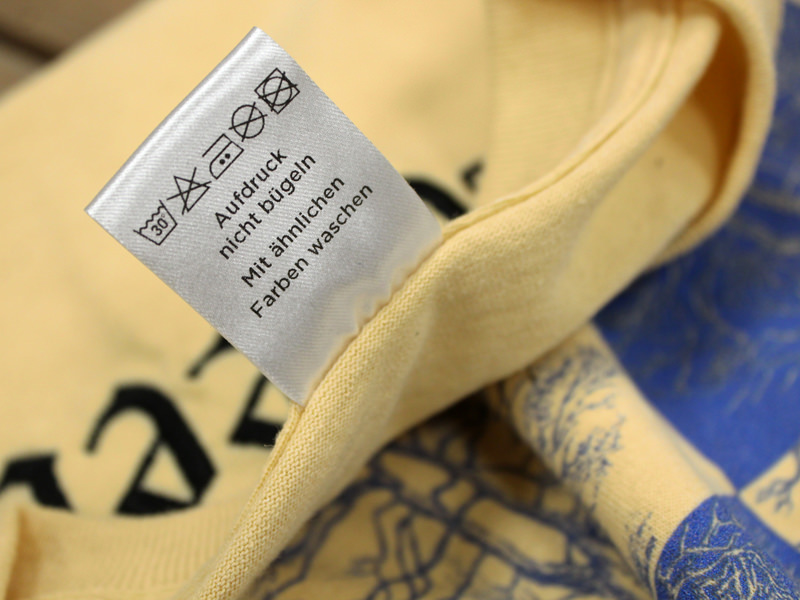 30°
Aufdruck
nicht bügeln
Mit ähnlichen
Farben waschen